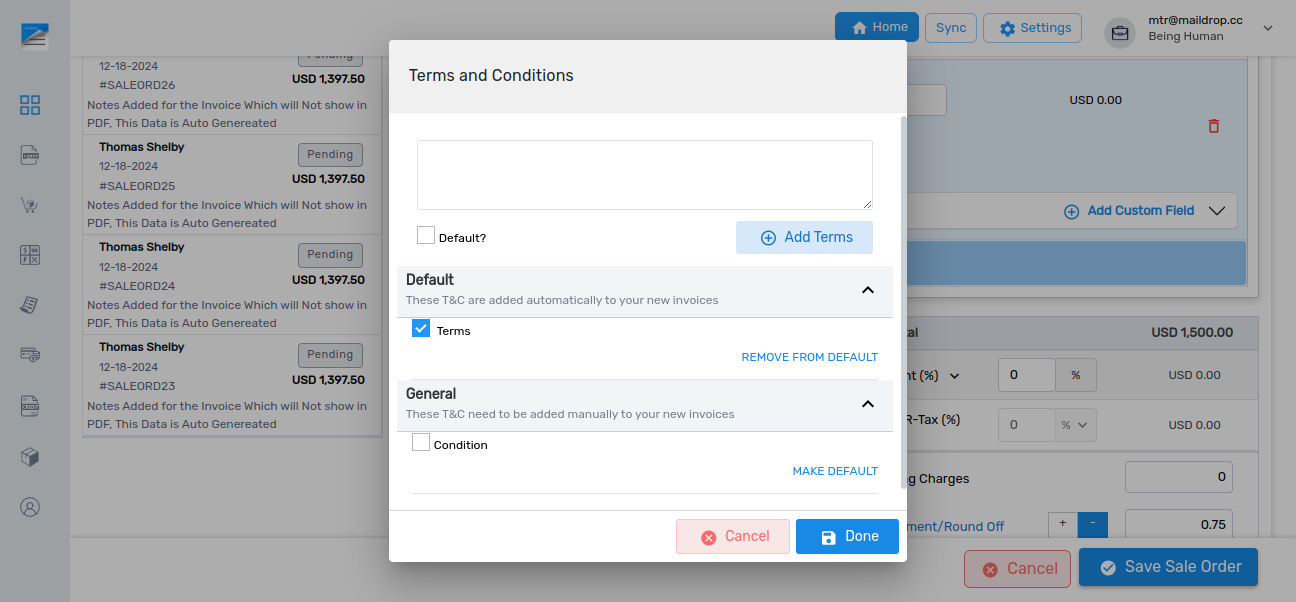 Home
Sync
Settings
mtr@maildrop.cc
Being Human
12-18-2024
#SALEORD26
USD 1,397.50
Notes Added for the Invoice Which will Not show in
PDF, This Data is Auto Genereated
Thomas Shelby
Pending
12-18-2024
#SALEORD25
USD 1,397.50
Notes Added for the Invoice Which will Not show in
PDF, This Data is Auto Genereated
Thomas Shelby
Pending
12-18-2024
#SALEORD24
USD 1,397.50
Notes Added for the Invoice Which will Not show in
PDF, This Data is Auto Genereated
Thomas Shelby
Pending
12-18-2024
#SALEORD23
USD 1,397.50
Notes Added for the Invoice Which will Not show in
PDF, This Data is Auto Genereated
Terms and Conditions
Default?
Add Terms
Default
These T&C are added automatically to your new invoices
Terms
REMOVE FROM DEFAULT
General
These T&C need to be added manually to your new invoices
Condition
MAKE DEFAULT
Cancel
Done
USD 0.00
Add Custom Field
USD 1,500.00
(%)
0
%
USD 0.00
R-Tax (%)
0
%
USD 0.00
Charges
0
ment/Round Off
+
-
0.75
Cancel
Save Sale Order